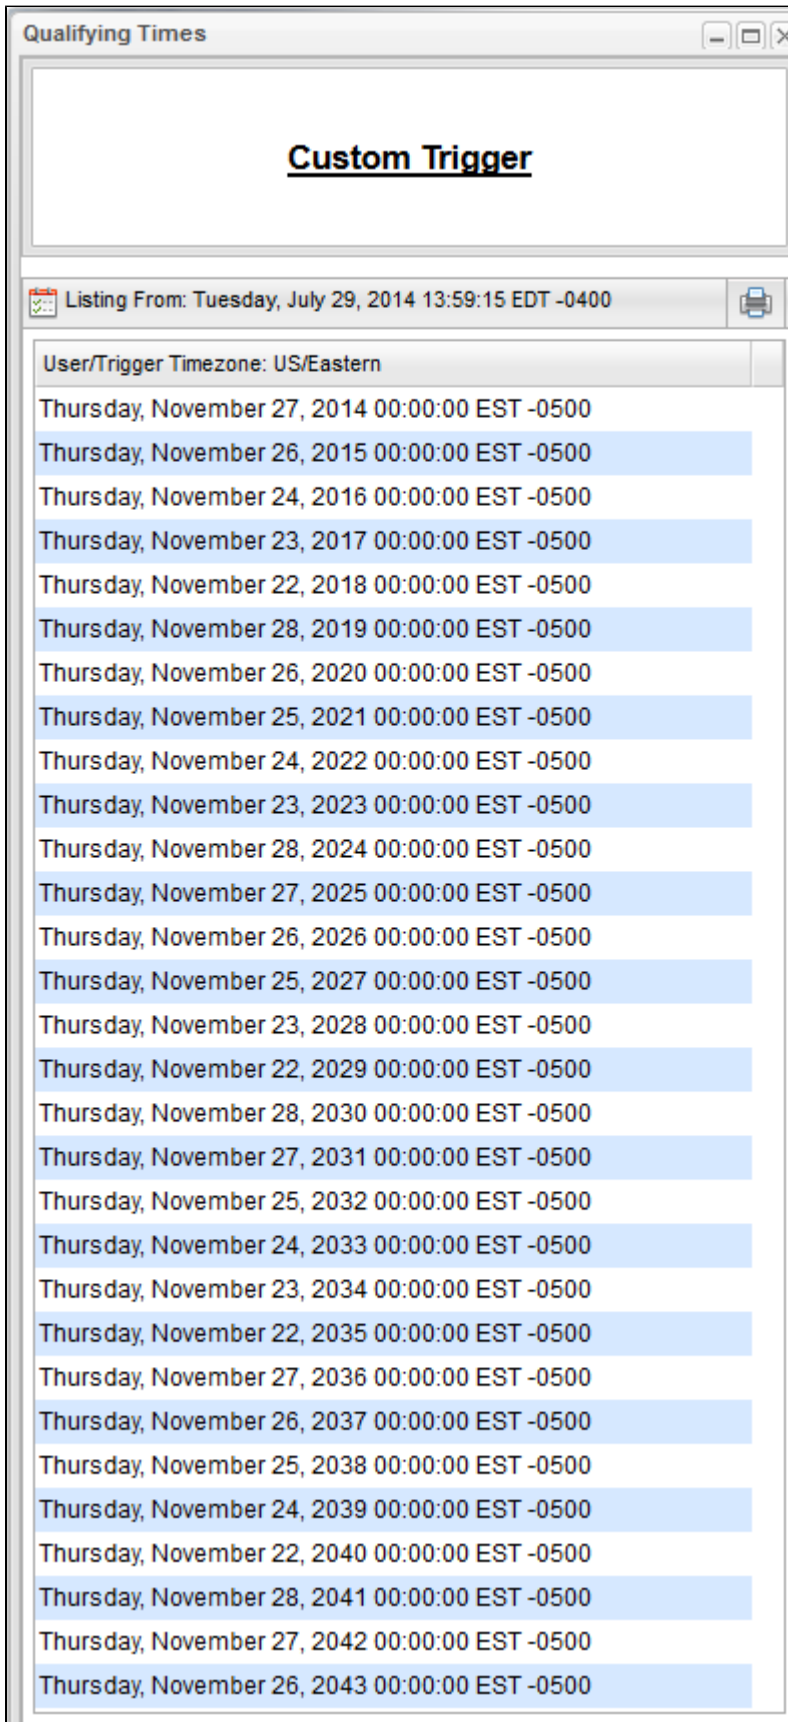 Qualifying Times
Custom Trigger
Listing From: Tuesday, July 29, 2014 13:59:15 EDT -0400
User/Trigger Timezone: US/Eastern
Thursday, November 27, 2014 00:00:00 EST -0500
Thursday, November 26, 2015 00:00:00 EST -0500
Thursday, November 24, 2016 00:00:00 EST -0500
Thursday, November 23, 2017 00:00:00 EST -0500
Thursday, November 22, 2018 00:00:00 EST -0500
Thursday, November 28, 2019 00:00:00 EST -0500
Thursday, November 26, 2020 00:00:00 EST -0500
Thursday, November 25, 2021 00:00:00 EST -0500
Thursday, November 24, 2022 00:00:00 EST -0500
Thursday, November 23, 2023 00:00:00 EST -0500
Thursday, November 28, 2024 00:00:00 EST -0500
Thursday, November 27, 2025 00:00:00 EST -0500
Thursday, November 26, 2026 00:00:00 EST -0500
Thursday, November 25, 2027 00:00:00 EST -0500
Thursday, November 23, 2028 00:00:00 EST -0500
Thursday, November 22, 2029 00:00:00 EST -0500
Thursday, November 28, 2030 00:00:00 EST -0500
Thursday, November 27, 2031 00:00:00 EST -0500
Thursday, November 25, 2032 00:00:00 EST -0500
Thursday, November 24, 2033 00:00:00 EST -0500
Thursday, November 23, 2034 00:00:00 EST -0500
Thursday, November 22, 2035 00:00:00 EST -0500
Thursday, November 27, 2036 00:00:00 EST -0500
Thursday, November 26, 2037 00:00:00 EST -0500
Thursday, November 25, 2038 00:00:00 EST -0500
Thursday, November 24, 2039 00:00:00 EST -0500
Thursday, November 22, 2040 00:00:00 EST -0500
Thursday, November 28, 2041 00:00:00 EST -0500
Thursday, November 27, 2042 00:00:00 EST -0500
Thursday, November 26, 2043 00:00:00 EST -0500